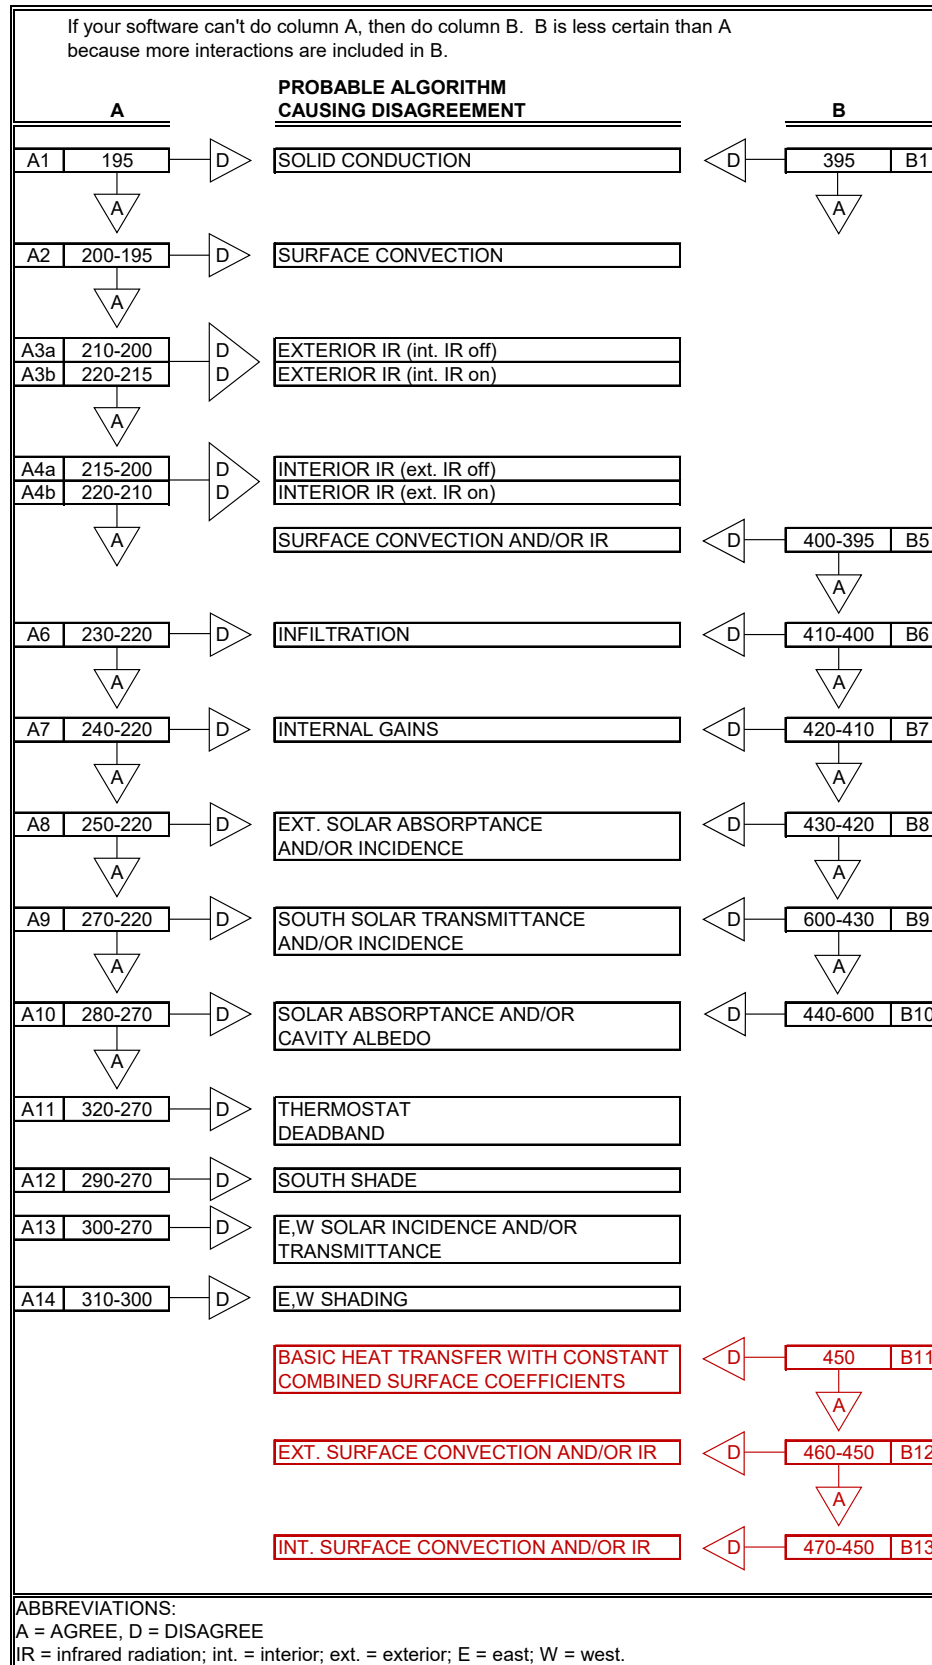 If your software can't do column A, then do column B.  B is less certain than A
because more interactions are included in B.
PROBABLE ALGORITHM
A CAUSING DISAGREEMENT B
A1 195 D SOLID CONDUCTION D 395 B1
A A
A2 200-195 D SURFACE CONVECTION
A
A3a 210-200 D EXTERIOR IR (int. IR off)
A3b 220-215 D EXTERIOR IR (int. IR on)
A
A4a 215-200 D INTERIOR IR (ext. IR off)
A4b 220-210 D INTERIOR IR (ext. IR on)
A SURFACE CONVECTION AND/OR IR D 400-395 B5
A
A6 230-220 D INFILTRATION D 410-400 B6
A A
A7 240-220 D INTERNAL GAINS D 420-410 B7
A A
A8 250-220 D EXT. SOLAR ABSORPTANCE D 430-420 B8
AND/OR INCIDENCE
A A
A9 270-220 D SOUTH SOLAR TRANSMITTANCE D 600-430 B9
AND/OR INCIDENCE
A A
A10 280-270 D SOLAR ABSORPTANCE AND/OR D 440-600 B10
CAVITY ALBEDO
A
A11 320-270 D THERMOSTAT
DEADBAND
A12 290-270 D SOUTH SHADE
A13 300-270 D E,W SOLAR INCIDENCE AND/OR
TRANSMITTANCE
A14 310-300 D E,W SHADING
BASIC HEAT TRANSFER WITH CONSTANT D 450 B11
COMBINED SURFACE COEFFICIENTS
A
EXT. SURFACE CONVECTION AND/OR IR D 460-450 B12
A
INT. SURFACE CONVECTION AND/OR IR D 470-450 B13
ABBREVIATIONS:
A = AGREE, D = DISAGREE
IR = infrared radiation; int. = interior; ext. = exterior; E = east; W = west.